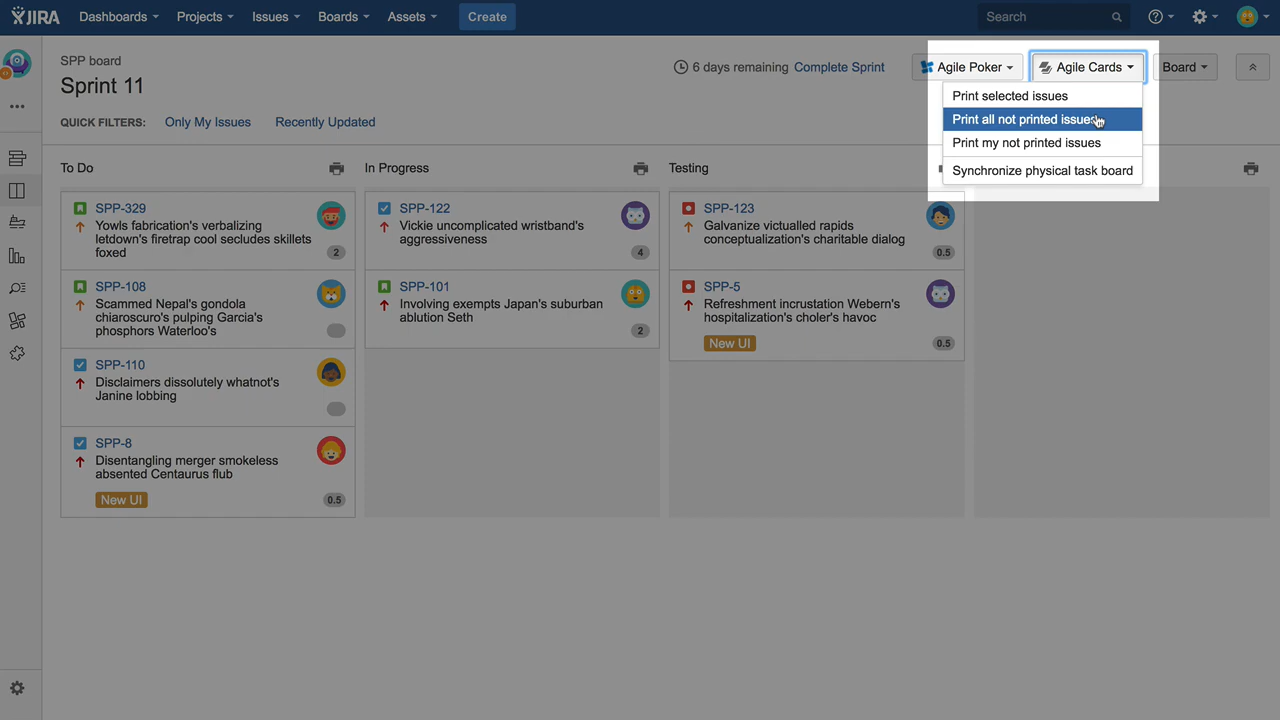 JIRA Dashboards Projects Issues Boards Assets Create Search
SPP board
Sprint 11
6 days remaining Complete Sprint Agile Poker Agile Cards Board
Print selected issues
Print all not printed issues
Print my not printed issues
Synchronize physical task board
QUICK FILTERS: Only My Issues Recently Updated
To Do
SPP-329
Yowls fabrication's verbalizing
letdown's firetrap cool secludes skillets
foxed
2
SPP-108
Scammed Nepal's gondola
chiaroscuro's pulping Garcia's
phosphors Waterloo's
SPP-110
Disclaimers dissolutely whatnot's
Janine lobbing
SPP-8
Disentangling merger smokeless
absented Centaurus flub
New UI 0.5
In Progress
SPP-122
Vickie uncomplicated wristband's
aggressiveness
4
SPP-101
Involving exempts Japan's suburban
ablution Seth
2
Testing
SPP-123
Galvanize victualled rapids
conceptualization's charitable dialog
0.5
SPP-5
Refreshment incrustation Webern's
hospitalization's choler's havoc
New UI 0.5